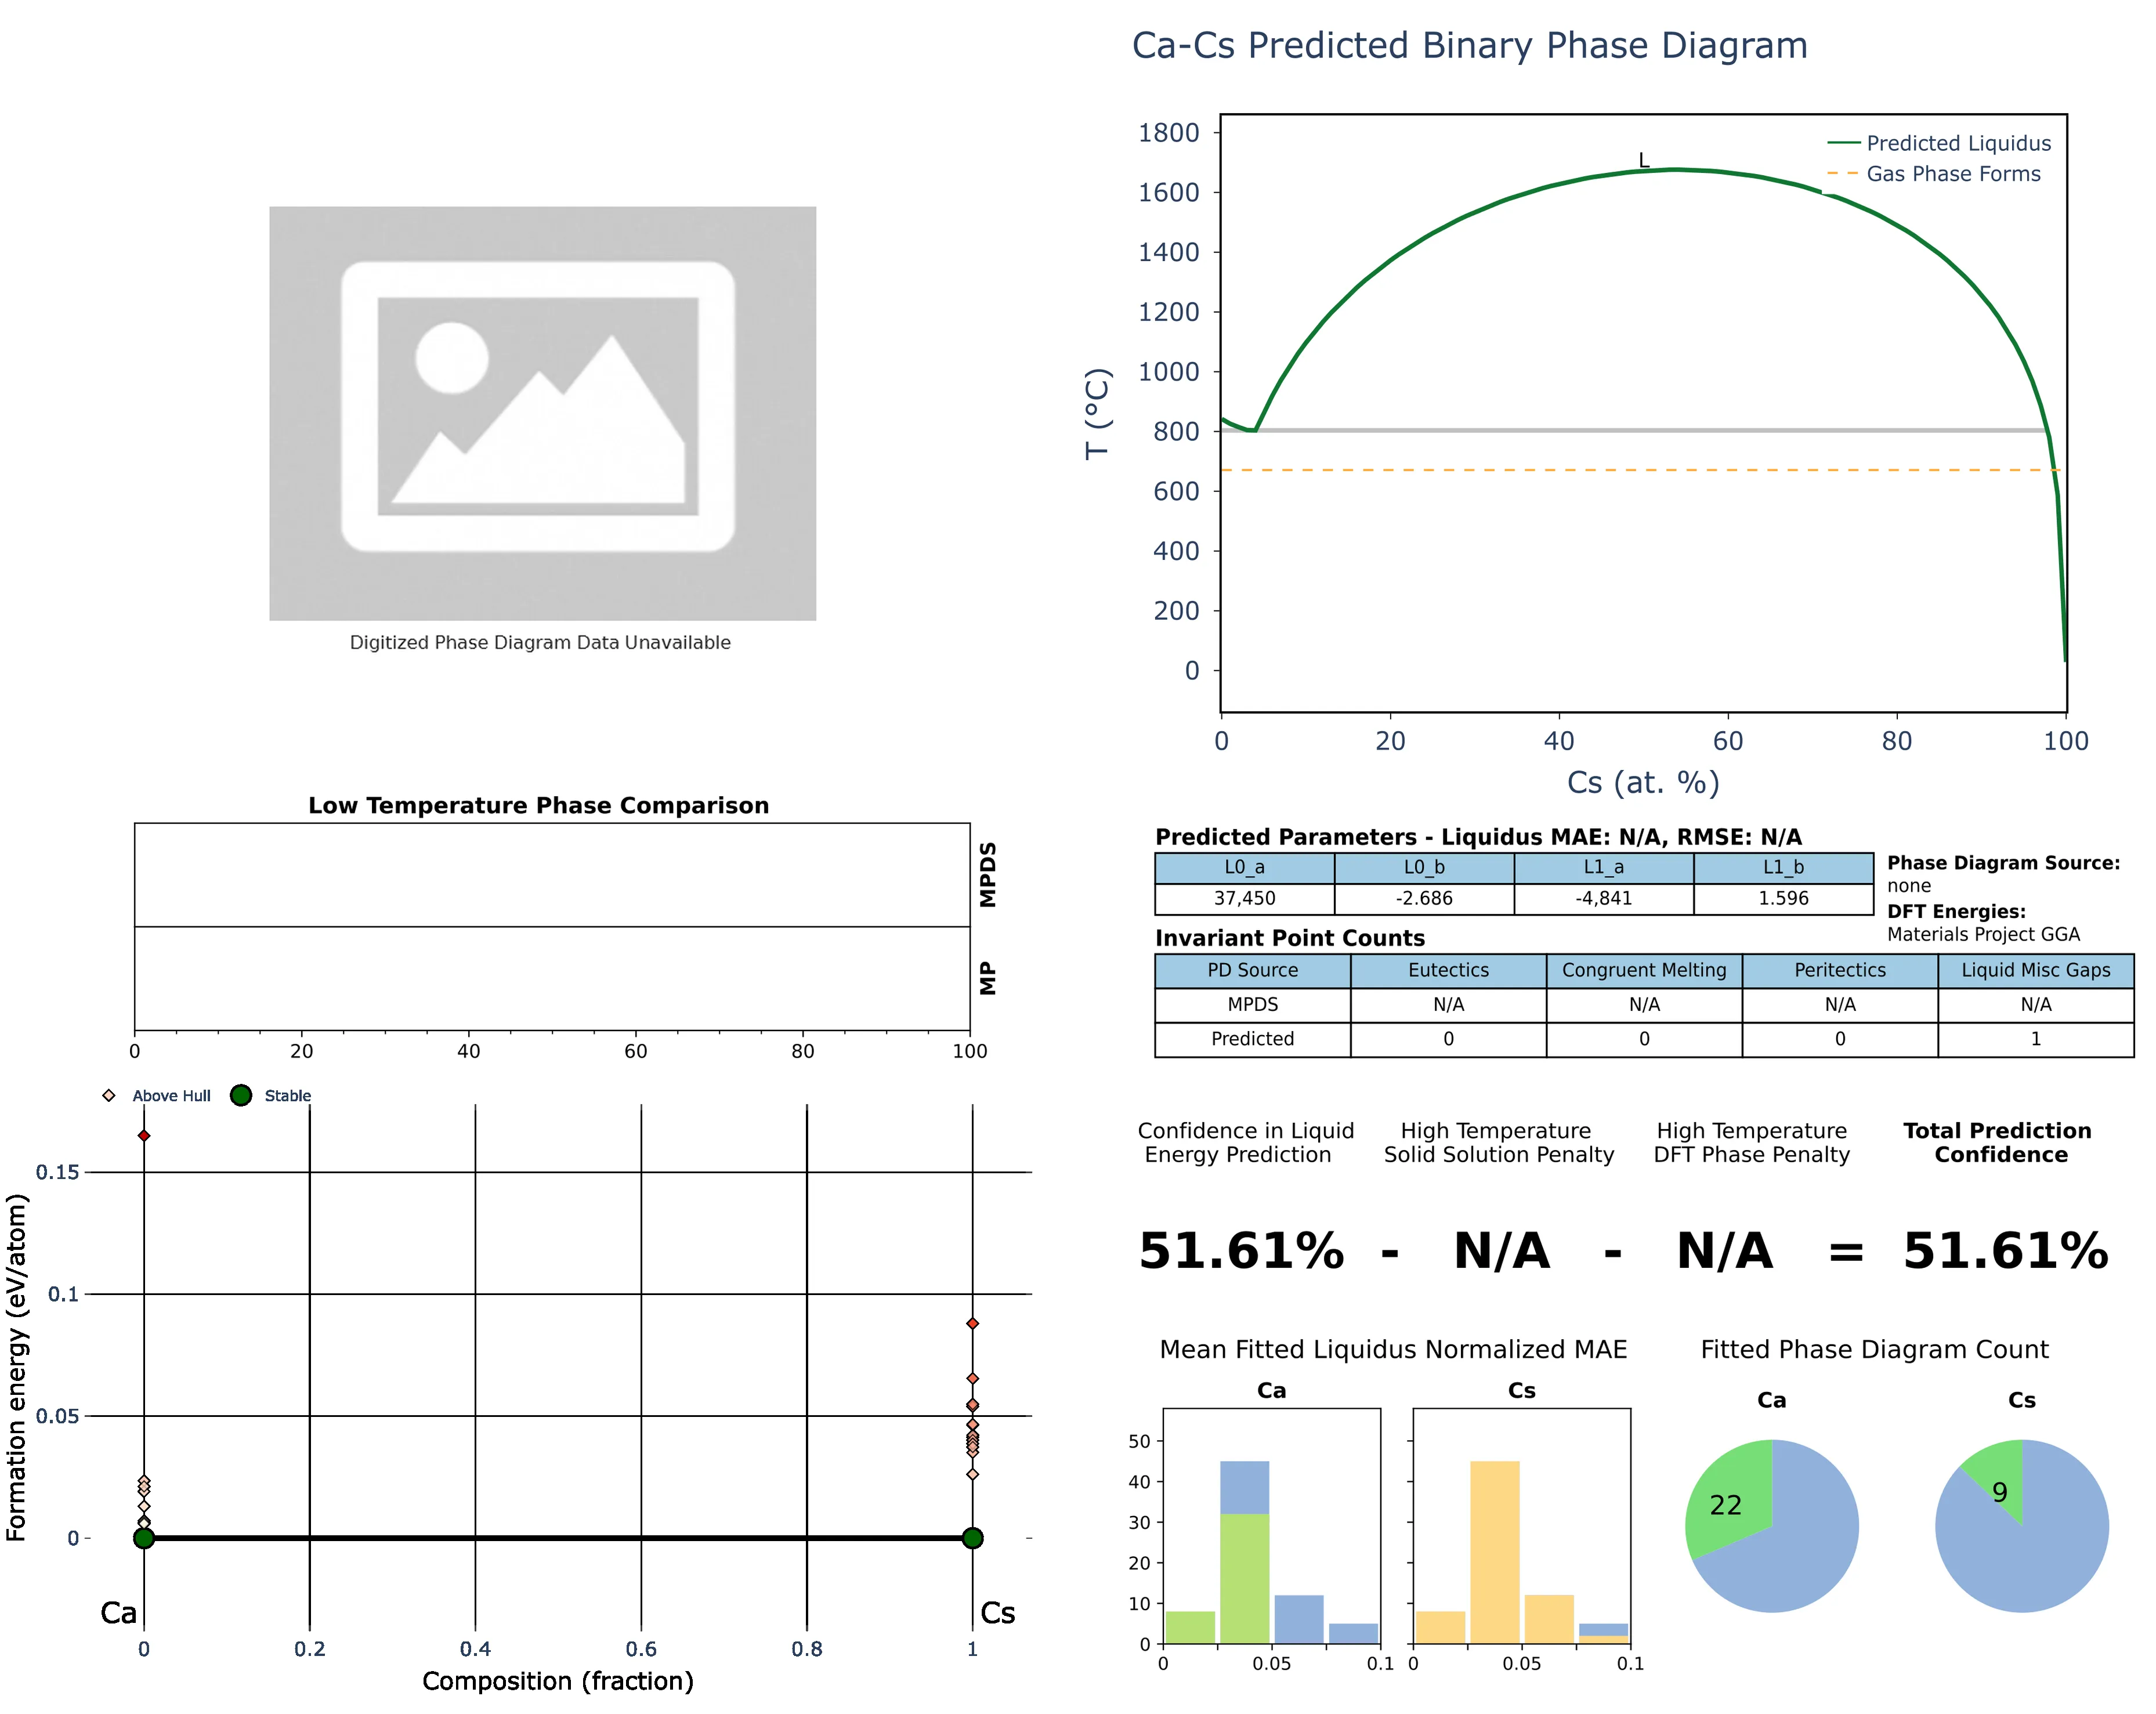 Ca-Cs Predicted Binary Phase Diagram
Digitized Phase Diagram Data Unavailable
1800
1600
1400
1200
1000
800
600
400
200
0
T (°C)
L
Predicted Liquidus
Gas Phase Forms
0 20 40 60 80 100
Cs (at. %)
Low Temperature Phase Comparison
MPDS
MP
0 20 40 60 80 100
Predicted Parameters - Liquidus MAE: N/A, RMSE: N/A
L0_a L0_b L1_a L1_b
37,450 -2.686 -4,841 1.596
Phase Diagram Source:
none
DFT Energies:
Materials Project GGA
Invariant Point Counts
PD Source Eutectics Congruent Melting Peritectics Liquid Misc Gaps
MPDS N/A N/A N/A N/A
Predicted 0 0 0 1
Above Hull Stable
0.15
0.1
0.05
0
Formation energy (eV/atom)
Ca Cs
0 0.2 0.4 0.6 0.8 1
Composition (fraction)
Confidence in Liquid
Energy Prediction
High Temperature
Solid Solution Penalty
High Temperature
DFT Phase Penalty
Total Prediction
Confidence
51.61% - N/A - N/A = 51.61%
Mean Fitted Liquidus Normalized MAE
Ca Cs
50
40
30
20
10
0
0 0.05 0.1 0 0.05 0.1
Fitted Phase Diagram Count
Ca Cs
22 9